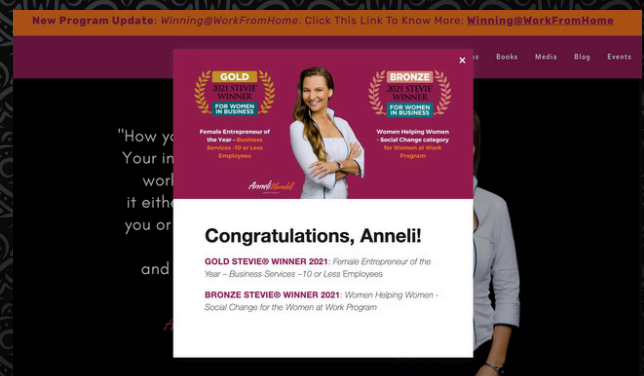 New Program Update: Winning@WorkFromHome. Click This Link To Know More: Winning@WorkFromHome
Books Media Blog Events
×
GOLD
2021 STEVIE®
WINNER
FOR WOMEN
IN BUSINESS
Female Entrepreneur of
the Year - Business
Services -10 or Less
Employees
BRONZE
2021 STEVIE®
WINNER
FOR WOMEN
IN BUSINESS
Women Helping Women
- Social Change category
for Women at Work
Program
Anneli Blundell
"How
Your
it
you or
and
Congratulations, Anneli!
GOLD STEVIE® WINNER 2021: Female Entrepreneur of the
Year – Business Services –10 or Less Employees
BRONZE STEVIE® WINNER 2021: Women Helping Women -
Social Change for the Women at Work Program